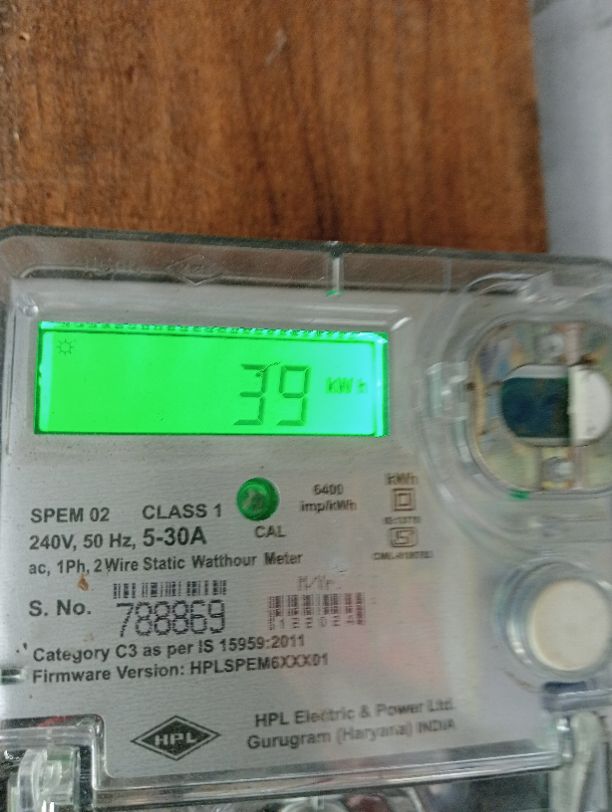 39 kWh
SPEM 02 CLASS 1
CAL
6400
imp/kWh
kWh
240V, 50 Hz, 5-30A
ac, 1Ph, 2 Wire Static Watthour Meter
S. No. 788869
Category C3 as per IS 15959:2011
Firmware Version: HPLSPEM6XXX01
HPL
HPL Electric & Power Ltd.
Gurugram (Haryana) INDIA